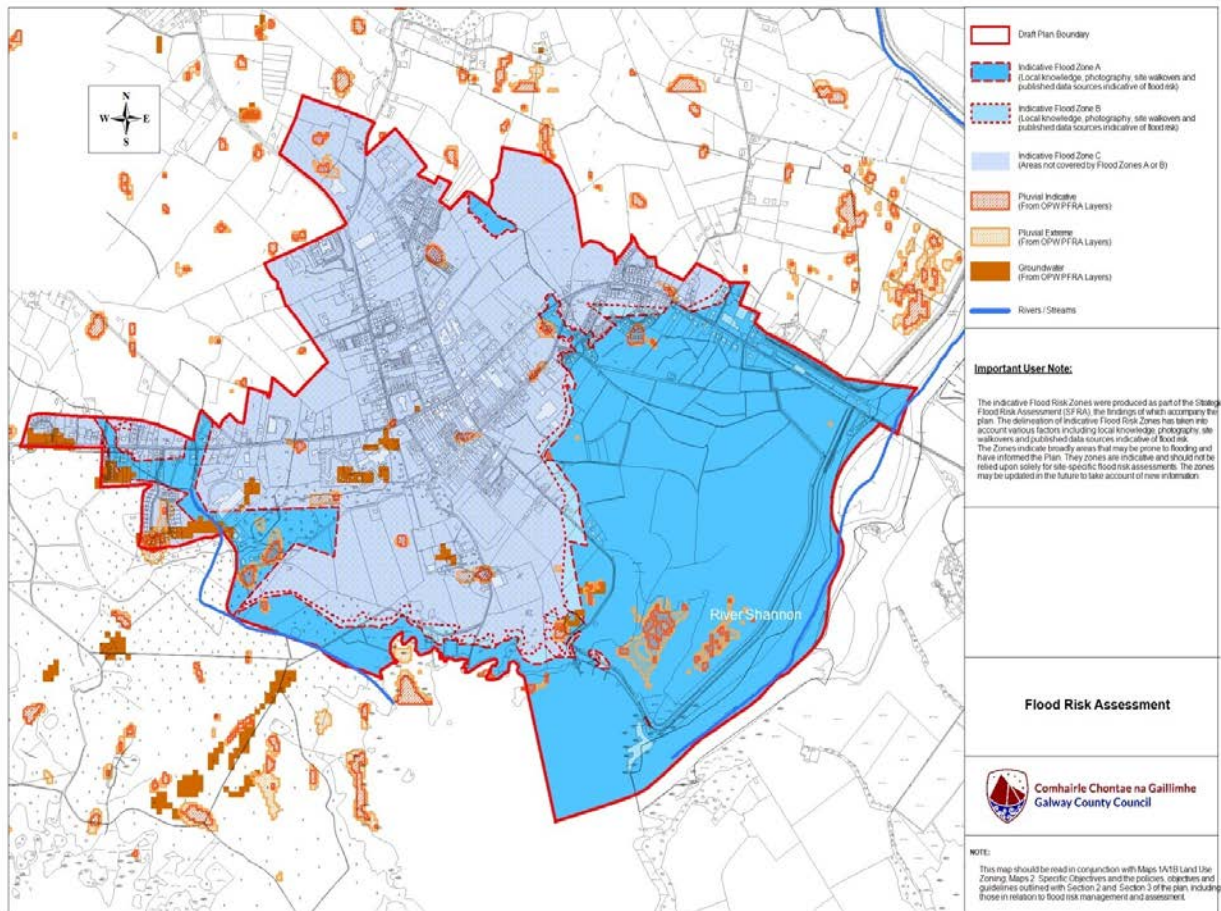 N
W E
S
River Shannon
Draft Plan Boundary
Indicative Flood Zone A
(Local knowledge, photography, site walkovers and
published data sources indicative of flood risk)
Indicative Flood Zone B
(Local knowledge, photography, site walkovers and
published data sources indicative of flood risk)
Indicative Flood Zone C
(Areas not covered by Flood Zones A or B)
Pluvial Indicative
(From OPW PFRA Layers)
Pluvial Extreme
(From OPW PFRA Layers)
Groundwater
(From OPW PFRA Layers)
Rivers / Streams
Important User Note:
The indicative Flood Risk Zones were produced as part of the Strategic
Flood Risk Assessment (SFRA), the findings of which accompany the
plan. The delineation of Indicative Flood Risk Zones has taken into
account various factors including local knowledge, photography, site
walkovers and published data sources indicative of flood risk.
The Zones indicate broadly areas that may be prone to flooding and
have informed the Plan. They zones are indicative and should not be
relied upon solely for site-specific flood risk assessments. The zones
may be updated in the future to take account of new information.
Flood Risk Assessment
Comhairle Chontae na Gaillimhe
Galway County Council
NOTE:
This map should be read in conjunction with Maps 1A/1B Land Use
Zoning, Maps 2 Specific Objectives and the policies, objectives and
guidelines outlined with Section 2 and Section 3 of the plan, including
those in relation to flood risk management and assessment.